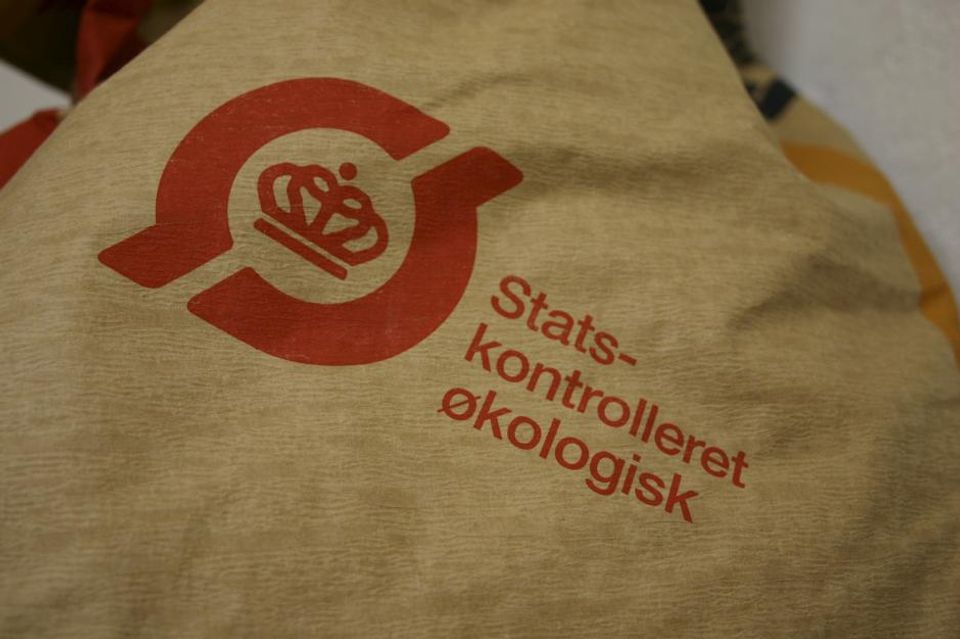 Stats-
kontrolleret
økologisk